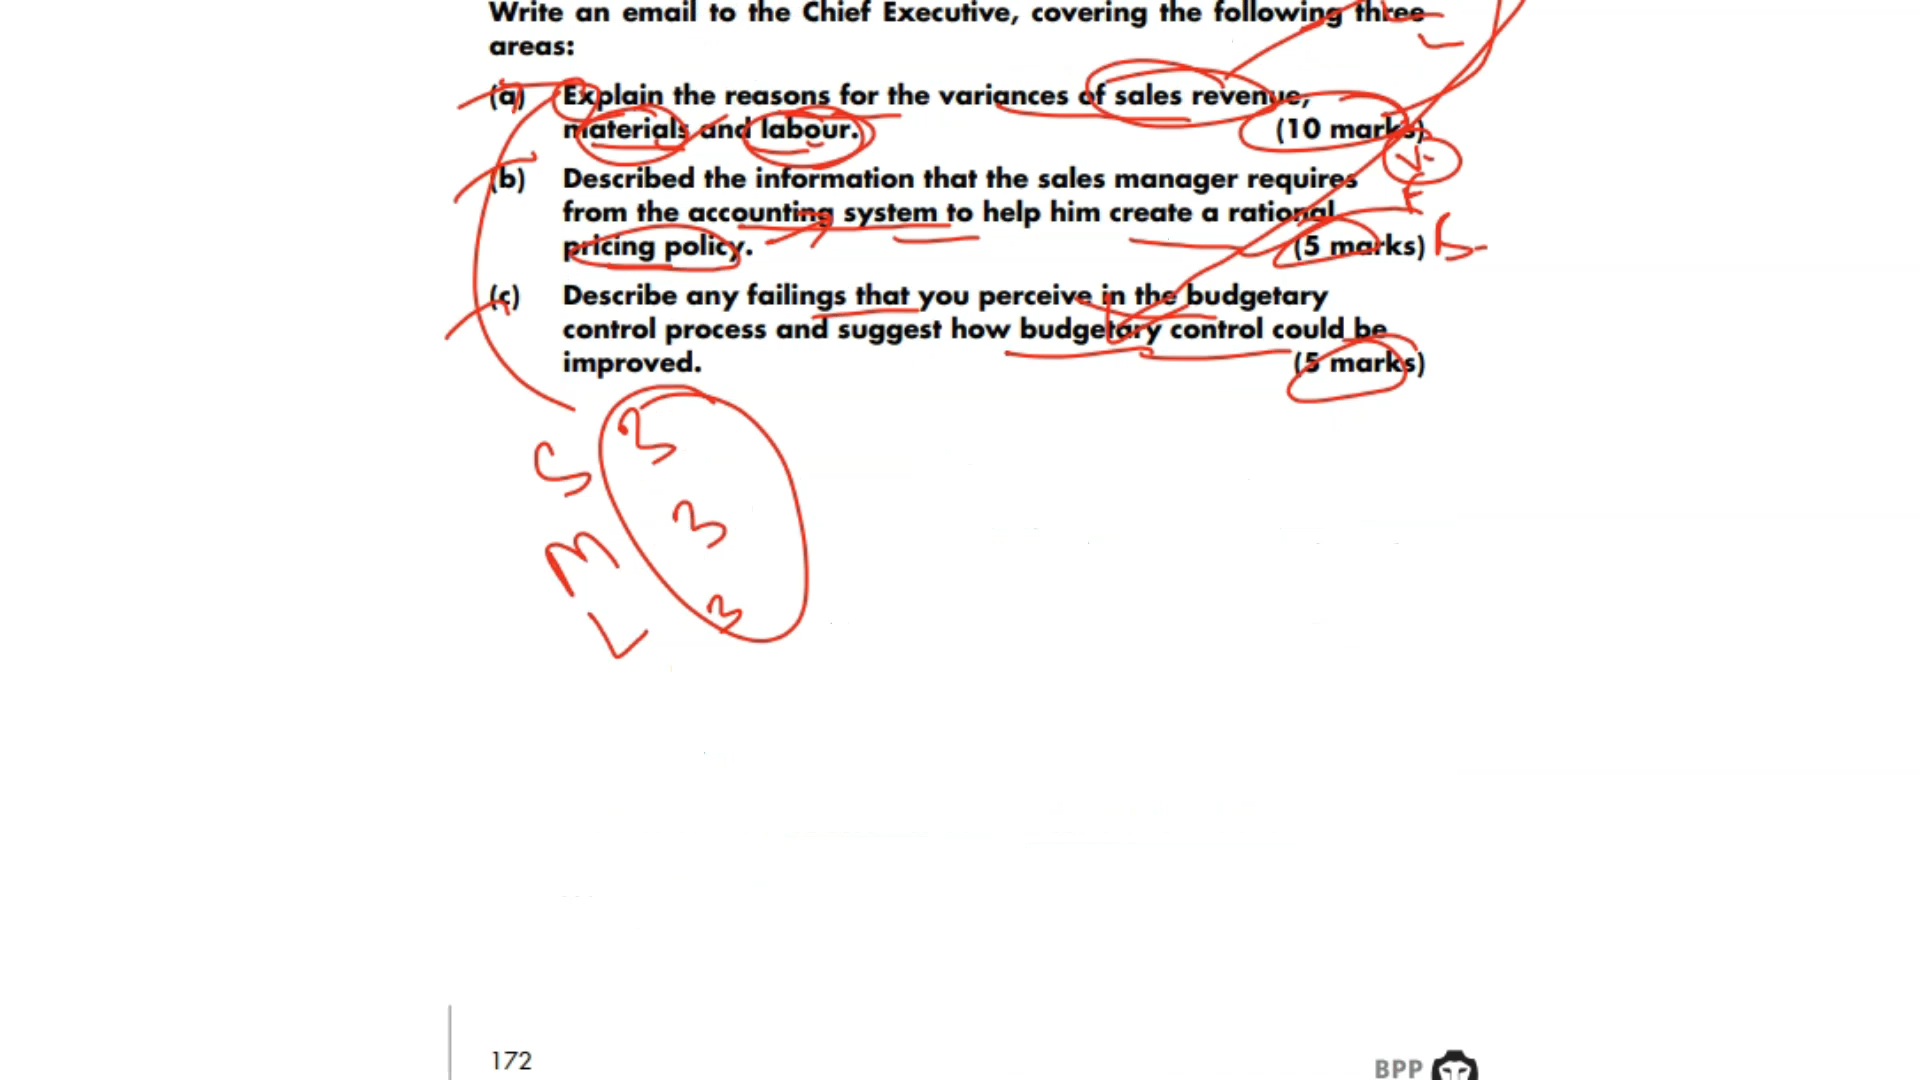 Write an email to the Chief Executive, covering the following three
areas:
(a) Explain the reasons for the variances of sales revenue,
materials and labour. (10 marks)
(b) Described the information that the sales manager requires
from the accounting system to help him create a rational
pricing policy. (5 marks)
(c) Describe any failings that you perceive in the budgetary
control process and suggest how budgetary control could be
improved. (5 marks)
S 3
M 3
L 3
172
BPP